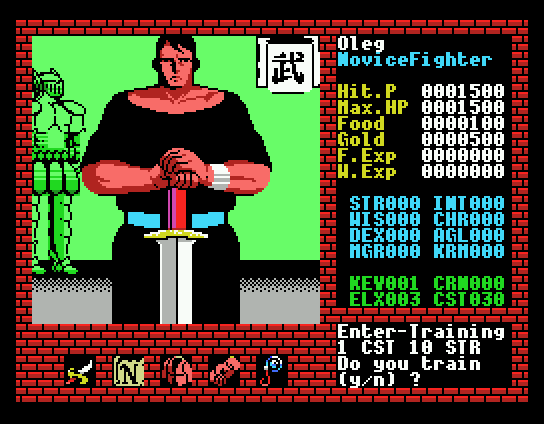 武
Oleg
NoviceFighter
Hit.P 0001500
Max.HP 0001500
Food 0000100
Gold 0000500
F.Exp 0000000
W.Exp 0000000
STR000 INT000
WIS000 CHR000
DEX000 AGL000
MGR000 KRM000
KEY001 CRN000
ELX003 CST030
Enter-Training
1 CST 10 STR
Do you train
(y/n) ?
N